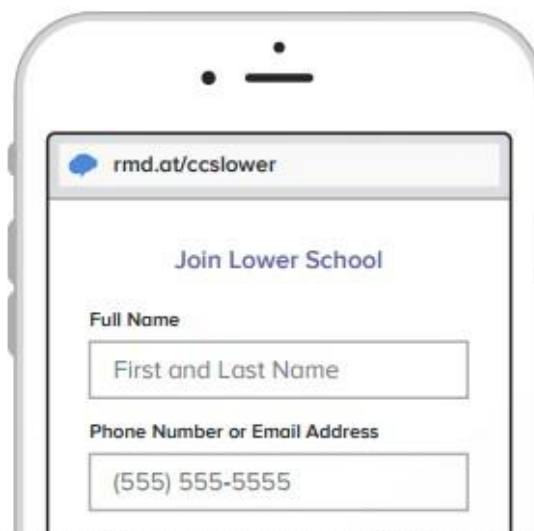 rmd.at/ccslower
Join Lower School
Full Name
First and Last Name
Phone Number or Email Address
(555) 555-5555